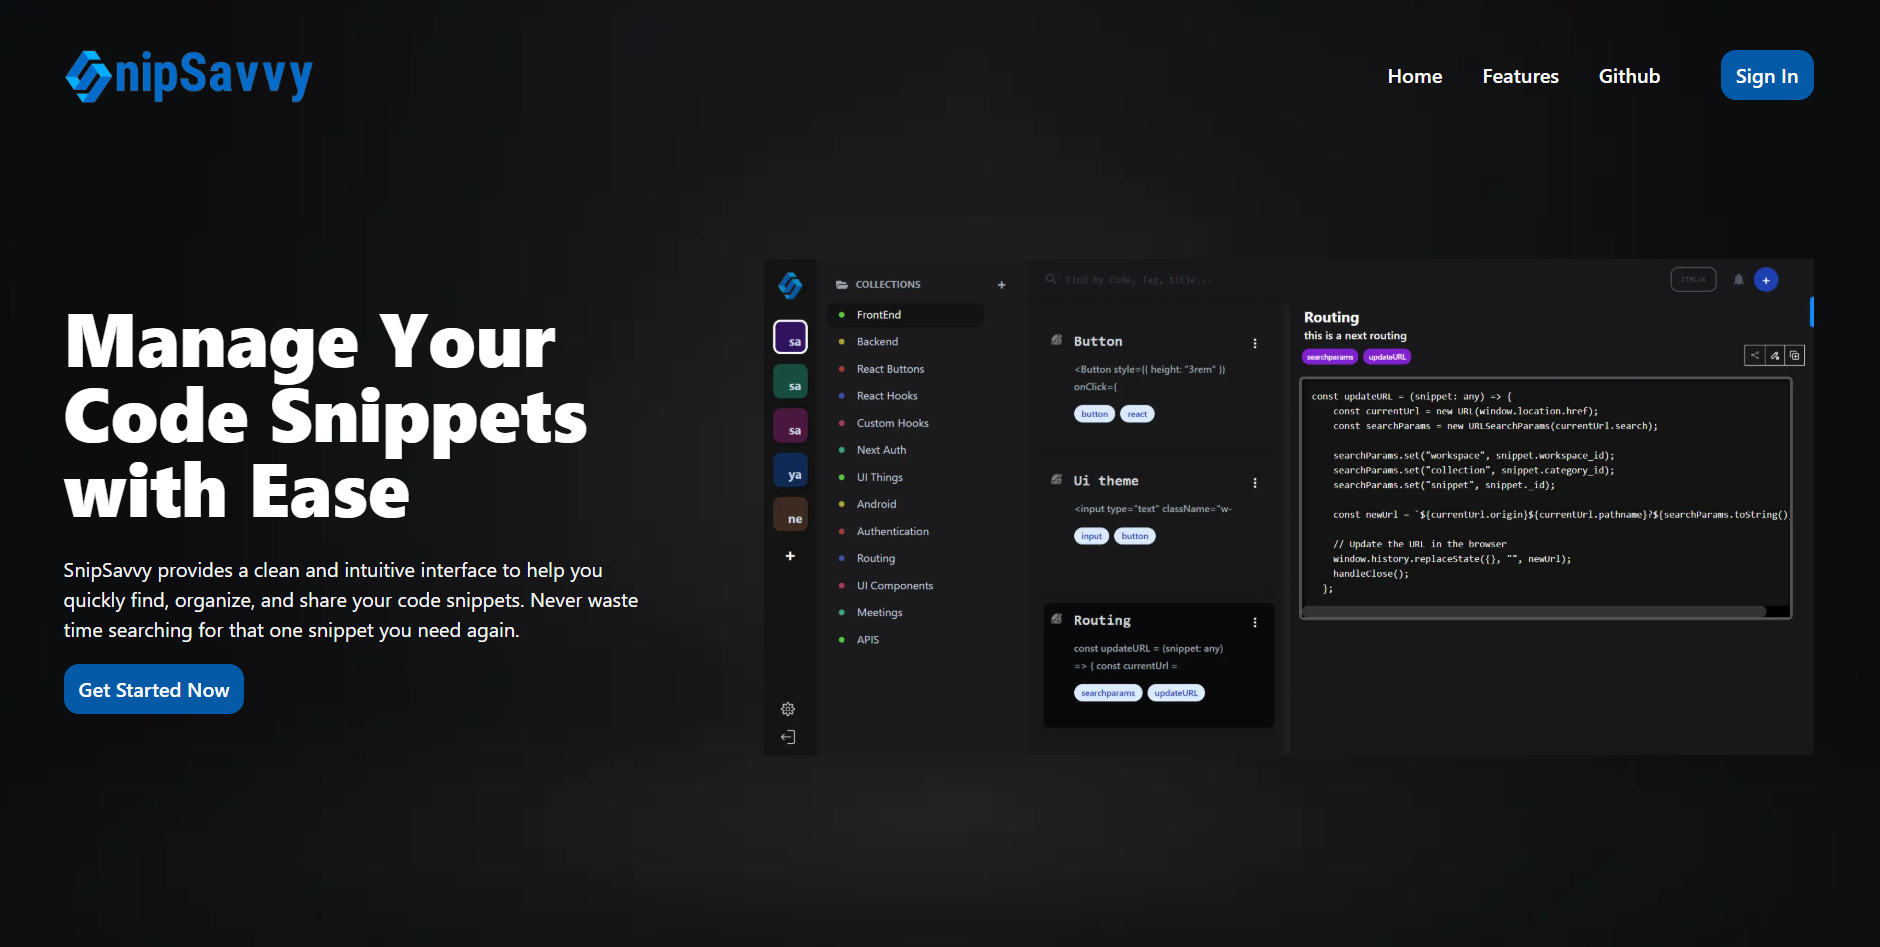 SnipSavvy
Home
Features
Github
Sign In
Manage Your
Code Snippets
with Ease
SnipSavvy provides a clean and intuitive interface to help you
quickly find, organize, and share your code snippets. Never waste
time searching for that one snippet you need again.
Get Started Now
sa
sa
sa
ya
ne
+
COLLECTIONS +
FrontEnd
Backend
React Buttons
React Hooks
Custom Hooks
Next Auth
UI Things
Android
Authentication
Routing
UI Components
Meetings
APIS
Find by Code, Tag, title...
CTRL+K
+
Button
<Button style={{ height: "3rem" }}
onClick={
button react
Ui theme
<input type="text" className="w-
input button
Routing
const updateURL = (snippet: any)
=> { const currentUrl =
searchparams updateURL
Routing
this is a next routing
searchparams updateURL
const updateURL = (snippet: any) => {
const currentUrl = new URL(window.location.href);
const searchParams = new URLSearchParams(currentUrl.search);
searchParams.set("workspace", snippet.workspace_id);
searchParams.set("collection", snippet.category_id);
searchParams.set("snippet", snippet._id);
const newUrl = `${currentUrl.origin}${currentUrl.pathname}?${searchParams.toString()
// Update the URL in the browser
window.history.replaceState({}, "", newUrl);
handleClose();
};